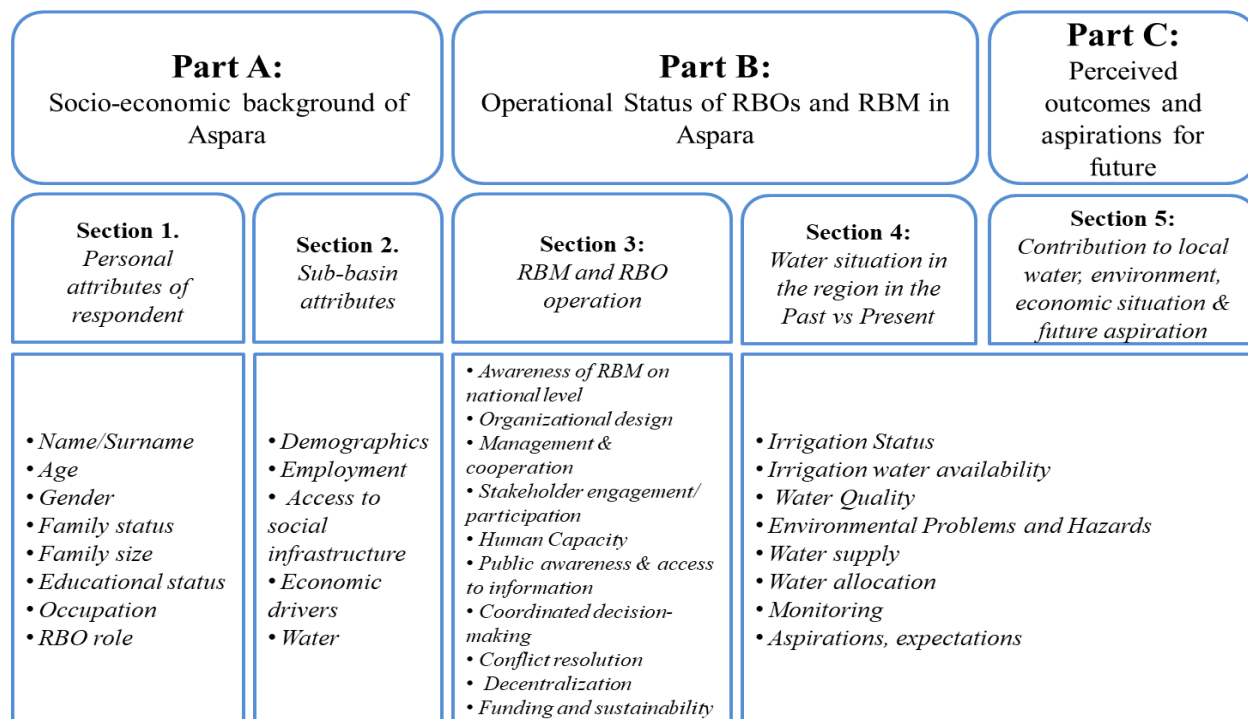 Part A:
Socio-economic background of
Aspara
Part B:
Operational Status of RBOs and RBM in
Aspara
Part C:
Perceived
outcomes and
aspirations for
future
Section 1.
Personal
attributes of
respondent
Section 2.
Sub-basin
attributes
Section 3:
RBM and RBO
operation
Section 4:
Water situation in
the region in the
Past vs Present
Section 5:
Contribution to local
water, environment,
economic situation &
future aspiration
• Name/Surname
• Age
• Gender
• Family status
• Family size
• Educational status
• Occupation
• RBO role
• Demographics
• Employment
• Access to
social
infrastructure
• Economic
drivers
• Water
• Awareness of RBM on
national level
• Organizational design
• Management &
cooperation
• Stakeholder engagement/
participation
• Human Capacity
• Public awareness & access
to information
• Coordinated decision-
making
• Conflict resolution
• Decentralization
• Funding and sustainability
• Irrigation Status
• Irrigation water availability
• Water Quality
• Environmental Problems and Hazards
• Water supply
• Water allocation
• Monitoring
• Aspirations, expectations